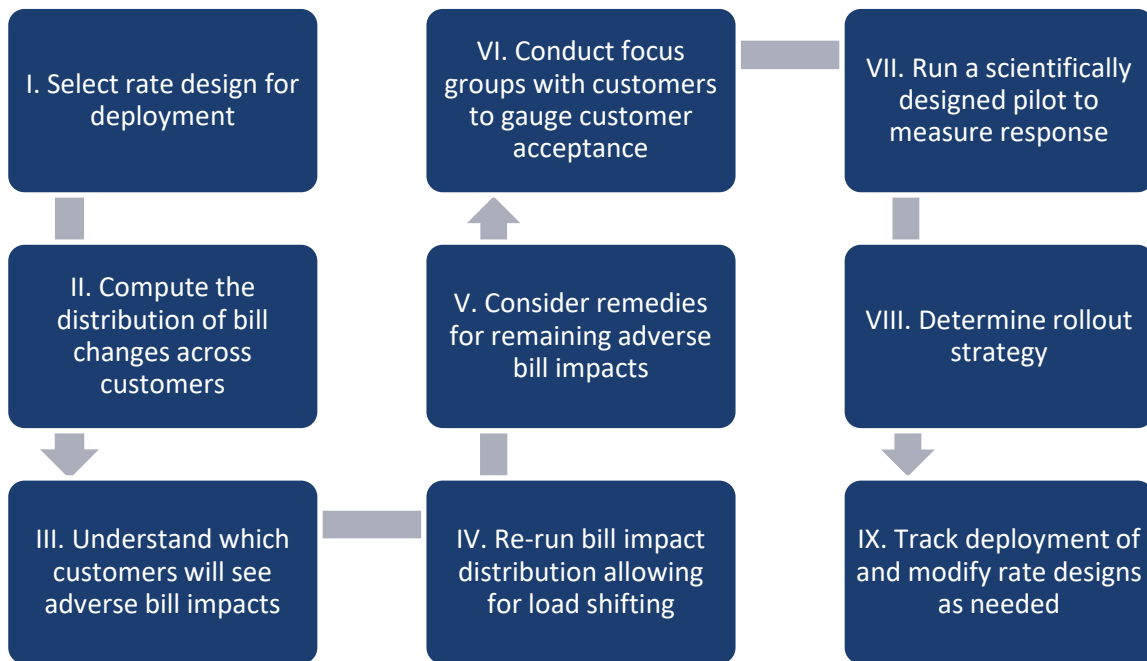 I. Select rate design for
deployment
II. Compute the
distribution of bill
changes across
customers
III. Understand which
customers will see
adverse bill impacts
IV. Re-run bill impact
distribution allowing
for load shifting
V. Consider remedies
for remaining adverse
bill impacts
VI. Conduct focus
groups with customers
to gauge customer
acceptance
VII. Run a scientifically
designed pilot to
measure response
VIII. Determine rollout
strategy
IX. Track deployment of
and modify rate designs
as needed